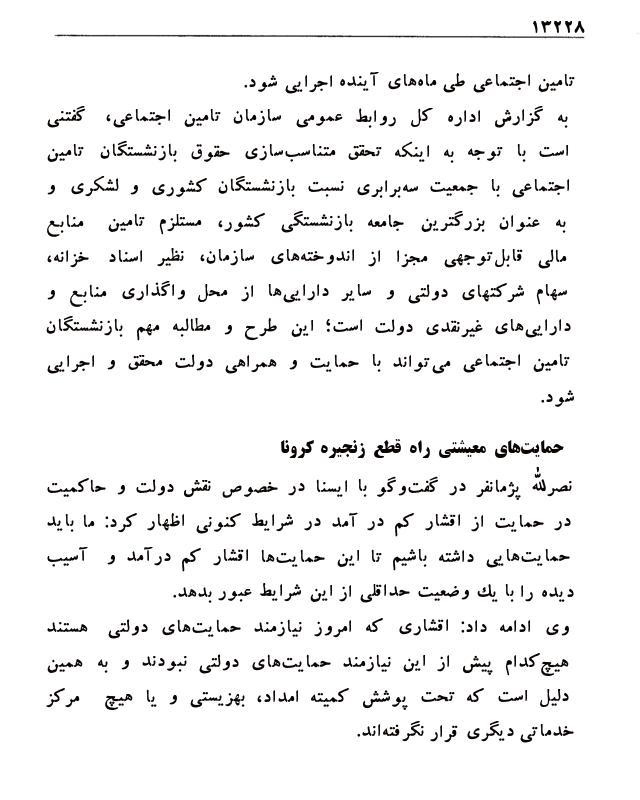 ۱۳۲۲۸
تامین اجتماعی طی ماه‌های آینده اجرایی شود.
به گزارش اداره کل روابط عمومی سازمان تامین اجتماعی، گفتنی
است با توجه به اینکه تحقق متناسب‌سازی حقوق بازنشستگان تامین
اجتماعی با جمعیت سه‌برابری نسبت بازنشستگان کشوری و لشکری و
به عنوان بزرگترین جامعه بازنشستگی کشور، مستلزم تامین منابع
مالی قابل‌توجهی مجزا از اندوخته‌های سازمان، نظیر اسناد خزانه،
سهام شرکتهای دولتی و سایر دارایی‌ها از محل واگذاری منابع و
دارایی‌های غیرنقدی دولت است؛ این طرح و مطالبه مهم بازنشستگان
تامین اجتماعی می‌تواند با حمایت و همراهی دولت محقق و اجرایی
شود.
حمایت‌های معیشتی راه قطع زنجیره کرونا
نصرالله پژمانفر در گفت‌وگو با ایسنا در خصوص نقش دولت و حاکمیت
در حمایت از اقشار کم در آمد در شرایط کنونی اظهار کرد: ما باید
حمایت‌هایی داشته باشیم تا این حمایت‌ها اقشار کم درآمد و آسیب
دیده را با یك وضعیت حداقلی از این شرایط عبور بدهد.
وی ادامه داد: اقشاری که امروز نیازمند حمایت‌های دولتی هستند
هیچ‌کدام پیش از این نیازمند حمایت‌های دولتی نبودند و به همین
دلیل است که تحت پوشش کمیته امداد، بهزیستی و یا هیچ مرکز
خدماتی دیگری قرار نگرفته‌اند.